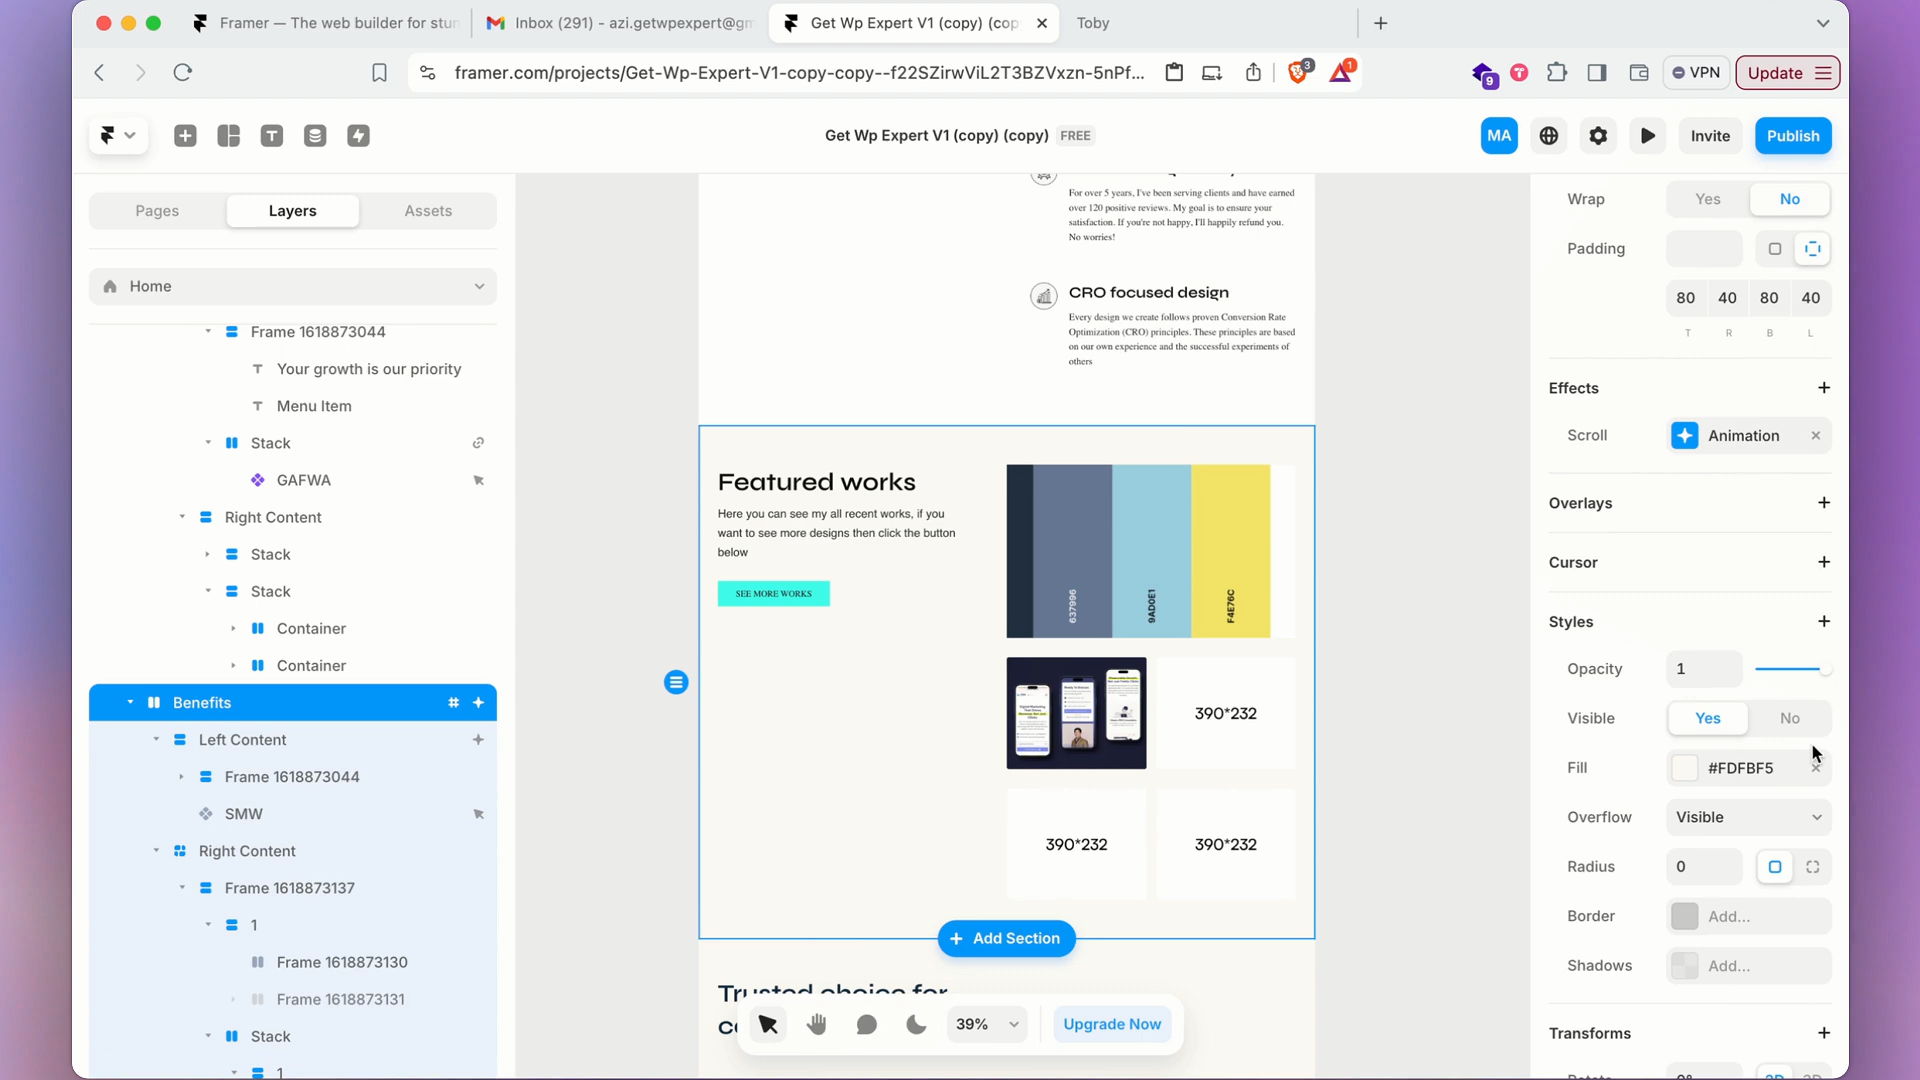 Framer — The web builder for stun
Inbox (291) - azi.getwpexpert@gm
Get Wp Expert V1 (copy) (cop
Toby
framer.com/projects/Get-Wp-Expert-V1-copy-copy--f22SZirwViL2T3BZVxzn-5nPf...
3
1
9
VPN
Update
Get Wp Expert V1 (copy) (copy) FREE
MA
Invite
Publish
Pages
Layers
Assets
Home
Frame 1618873044
Your growth is our priority
Menu Item
Stack
GAFWA
Right Content
Stack
Stack
Container
Container
Benefits
Left Content
Frame 1618873044
SMW
Right Content
Frame 1618873137
1
Frame 1618873130
Frame 1618873131
Stack
1
For over 5 years, I've been serving clients and have earned
over 120 positive reviews. My goal is to ensure your
satisfaction. If you're not happy, I'll happily refund you.
No worries!
CRO focused design
Every design we create follows proven Conversion Rate
Optimization (CRO) principles. These principles are based
on our own experience and the successful experiments of
others
Featured works
Here you can see my all recent works, if you
want to see more designs then click the button
below
SEE MORE WORKS
637996
9AD0E1
F4E76C
390*232
390*232
390*232
Add Section
Trusted choice for
39%
Upgrade Now
Wrap
Yes
No
Padding
80
40
80
40
T
R
B
L
Effects
Scroll
Animation
Overlays
Cursor
Styles
Opacity
1
Visible
Yes
No
Fill
#FDFBF5
Overflow
Visible
Radius
0
Border
Add...
Shadows
Add...
Transforms